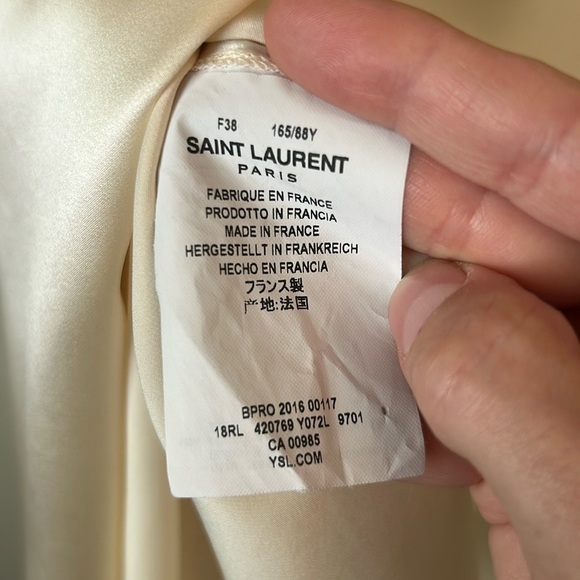 F38 165/88Y
SAINT LAURENT
PARIS
FABRIQUE EN FRANCE
PRODOTTO IN FRANCIA
MADE IN FRANCE
HERGESTELLT IN FRANKREICH
HECHO EN FRANCIA
フランス製
产地:法国
BPRO 2016 00117
18RL 420769 Y072L 9701
CA 00985
YSL.COM